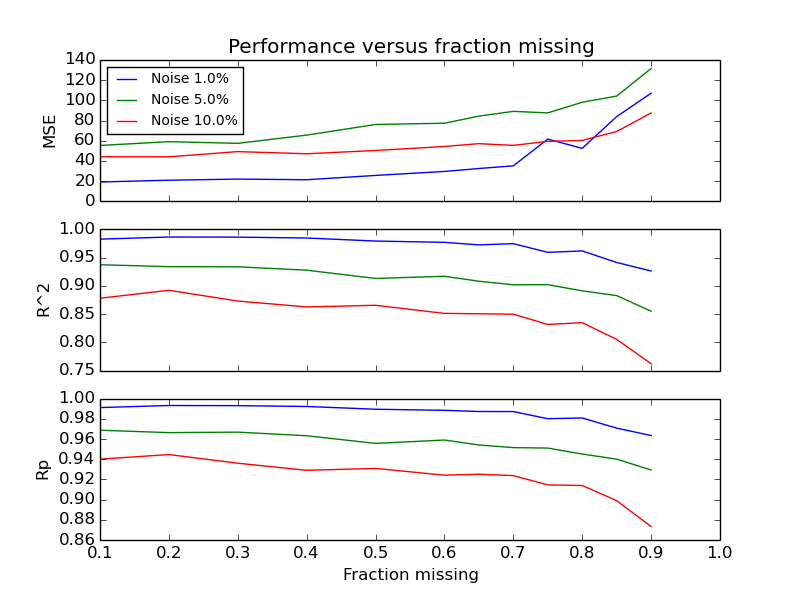 Performance versus fraction missing
140
120
100
80
60
40
20
0
MSE
Noise 1.0%
Noise 5.0%
Noise 10.0%
1.00
0.95
0.90
0.85
0.80
0.75
R^2
1.00
0.98
0.96
0.94
0.92
0.90
0.88
0.86
Rp
0.1 0.2 0.3 0.4 0.5 0.6 0.7 0.8 0.9 1.0
Fraction missing